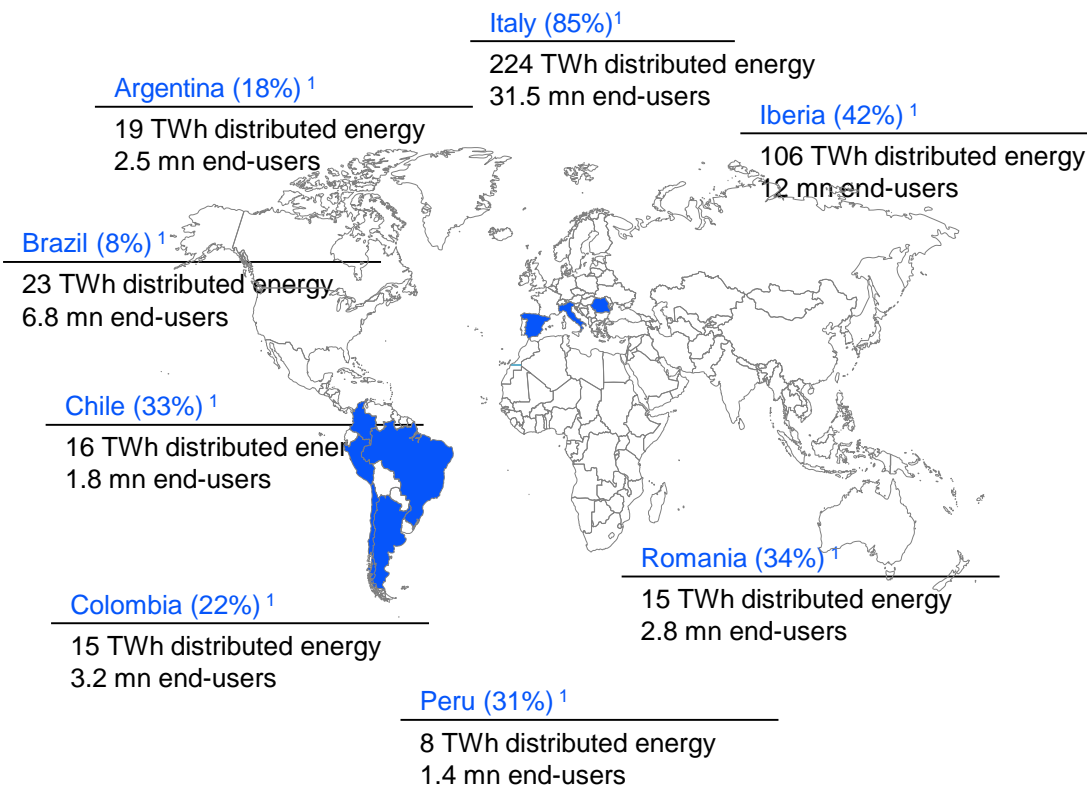 Italy (85%)1
224 TWh distributed energy
31.5 mn end-users
Argentina (18%) 1
19 TWh distributed energy
2.5 mn end-users
Iberia (42%) 1
106 TWh distributed energy
12 mn end-users
Brazil (8%) 1
23 TWh distributed energy
6.8 mn end-users
Chile (33%) 1
16 TWh distributed ener
1.8 mn end-users
Romania (34%) 1
15 TWh distributed energy
2.8 mn end-users
Colombia (22%) 1
15 TWh distributed energy
3.2 mn end-users
Peru (31%) 1
8 TWh distributed energy
1.4 mn end-users